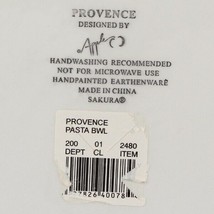 PROVENCE
DESIGNED BY
Apple
HANDWASHING RECOMMENDED
NOT FOR MICROWAVE USE
HANDPAINTED EARTHENWARE
MADE IN CHINA
SAKURA®
PROVENCE
PASTA BWL
200 01 2480
DEPT CL ITEM